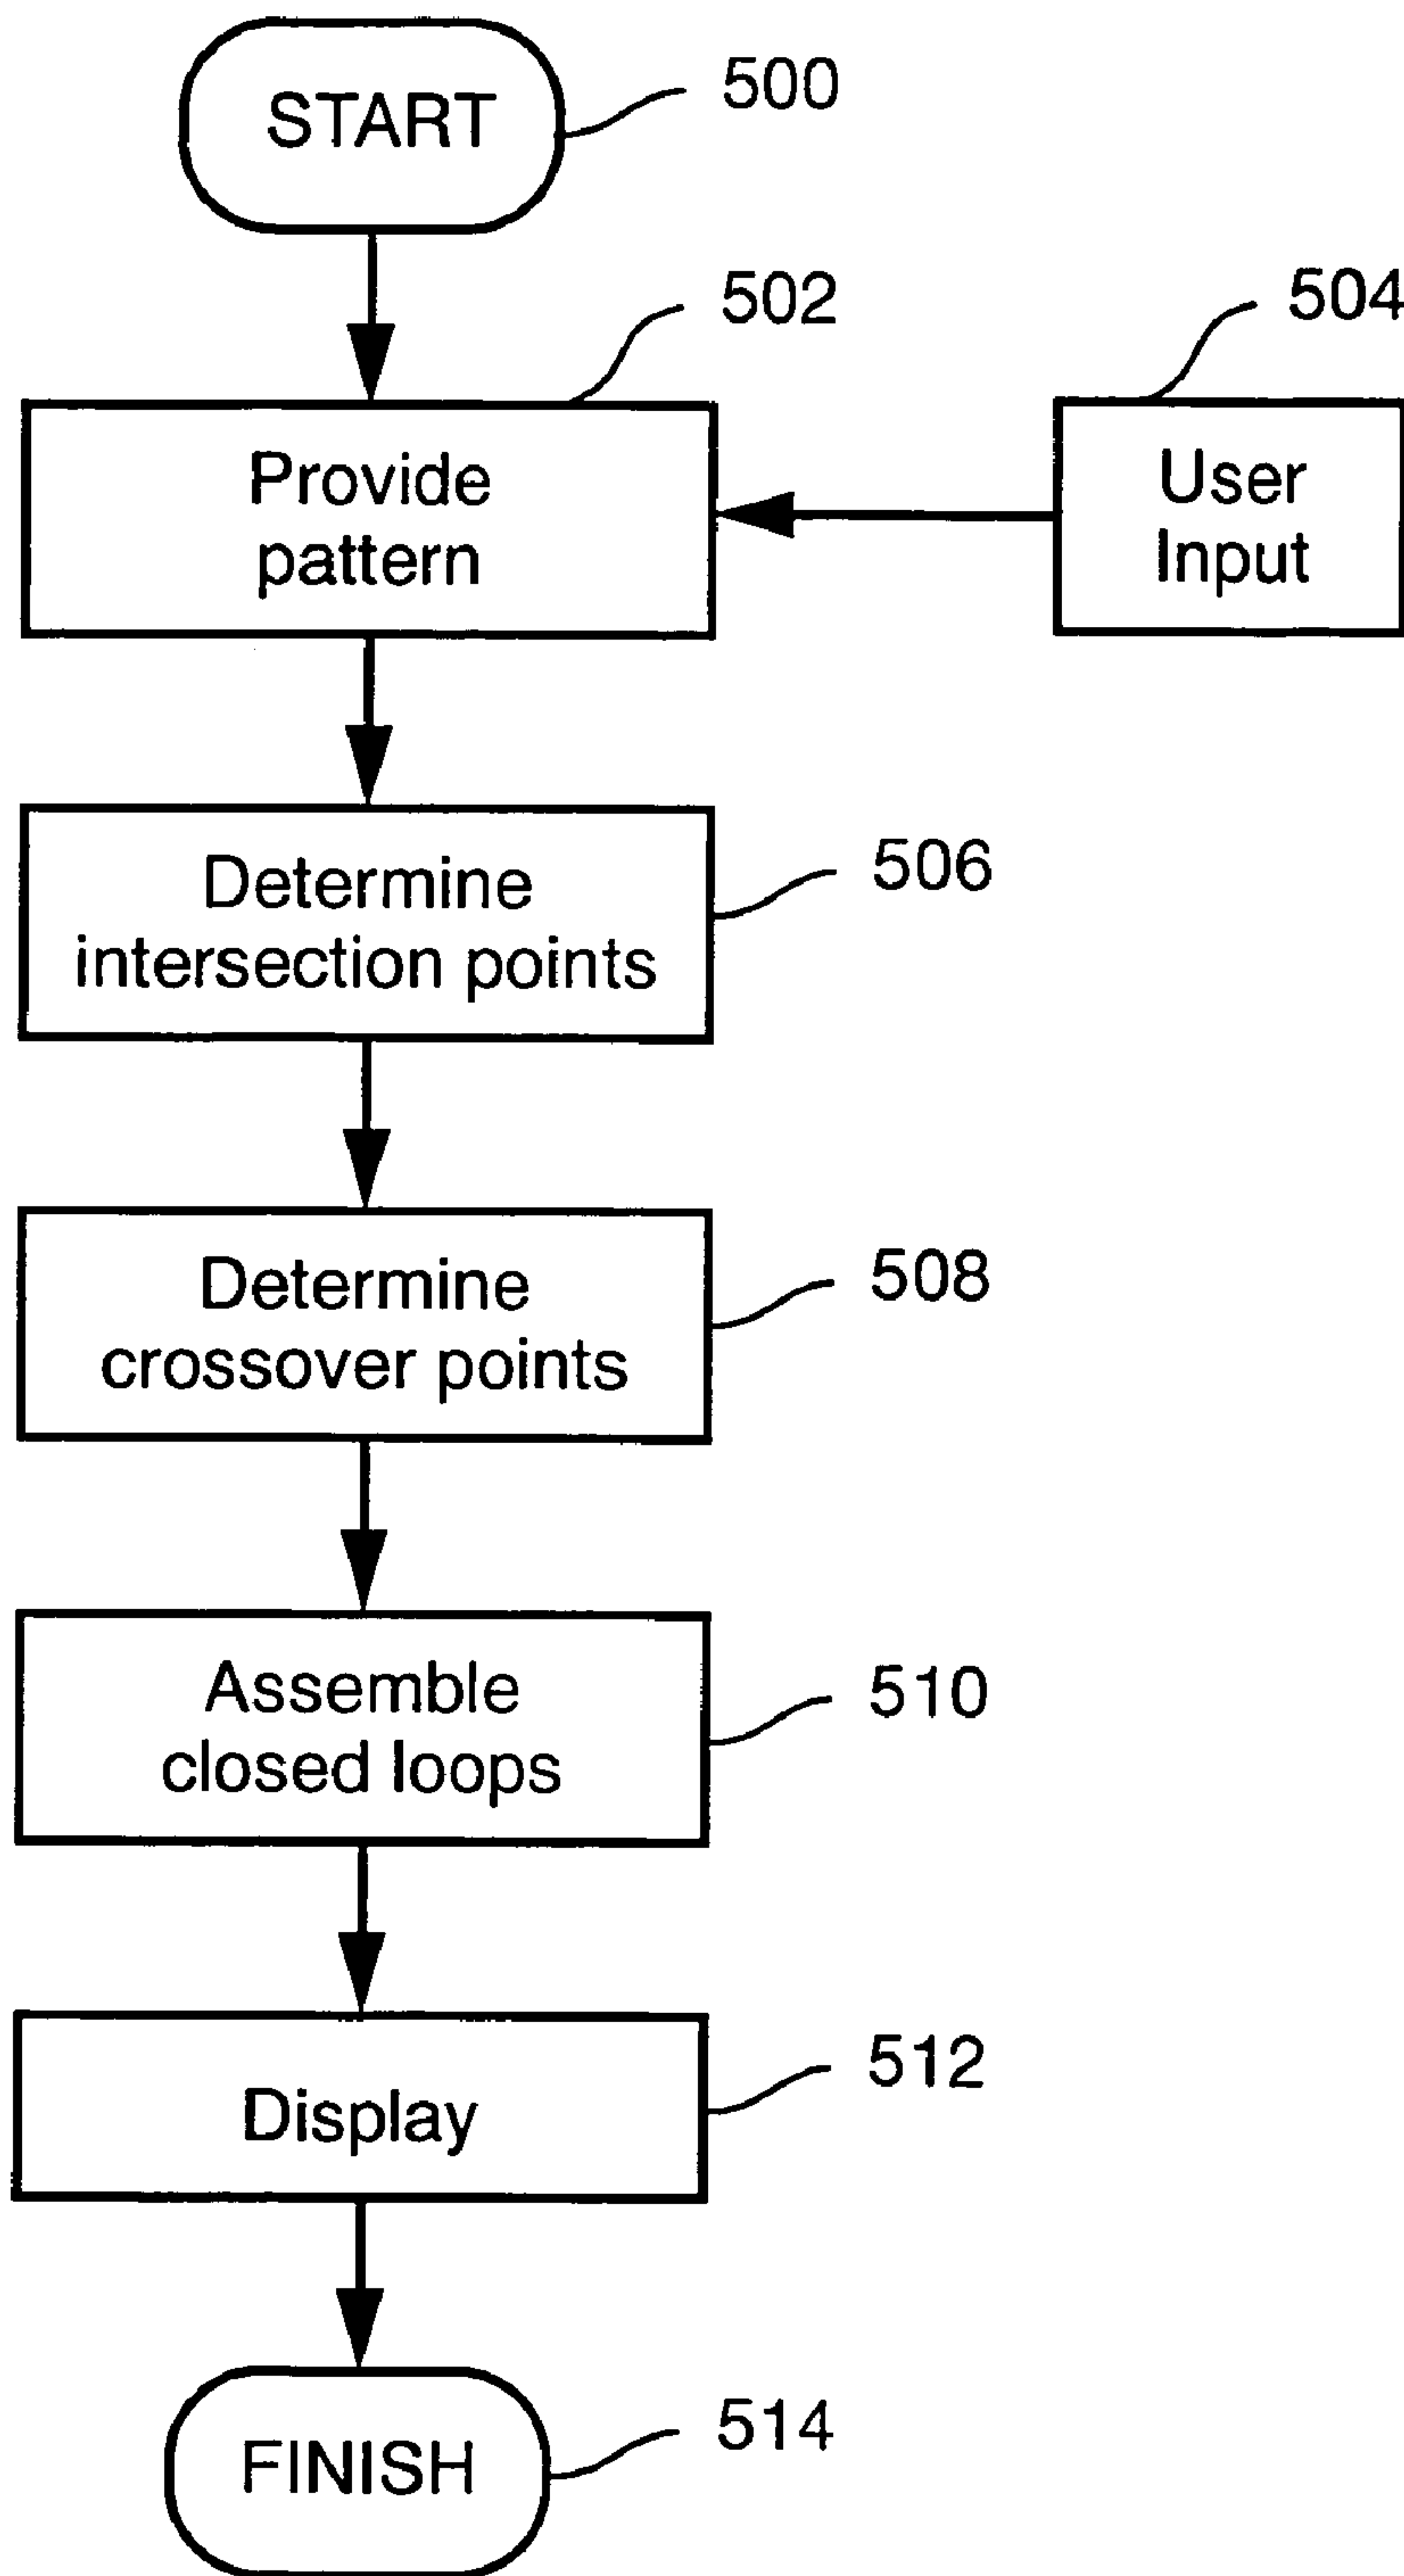 START
500
502
504
Provide
pattern
User
Input
506
Determine
intersection points
508
Determine
crossover points
510
Assemble
closed loops
512
Display
514
FINISH